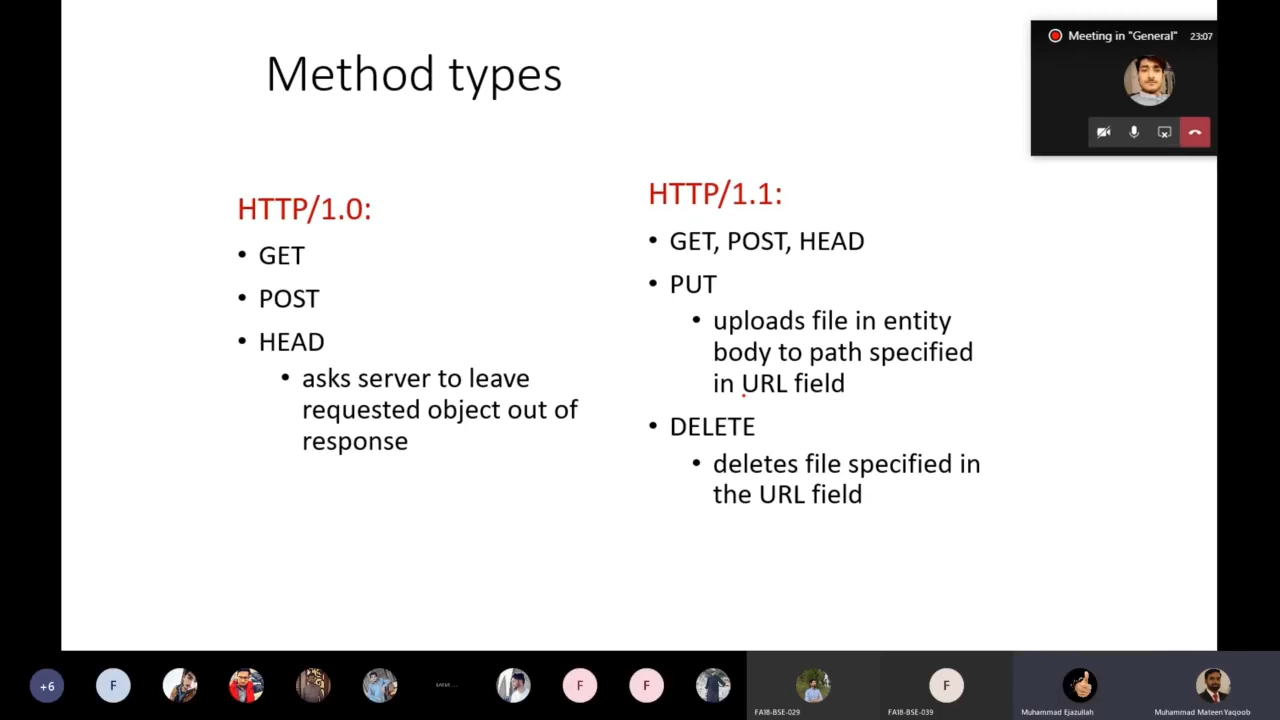 Method types
Meeting in "General" 23:07
HTTP/1.0:
• GET
• POST
• HEAD
• asks server to leave
requested object out of
response
HTTP/1.1:
• GET, POST, HEAD
• PUT
• uploads file in entity
body to path specified
in URL field
• DELETE
• deletes file specified in
the URL field
+6
F
F
F
FA18-BSE-029
F
FA18-BSE-039
Muhammad Ejazullah
Muhammad Mateen Yaqoob